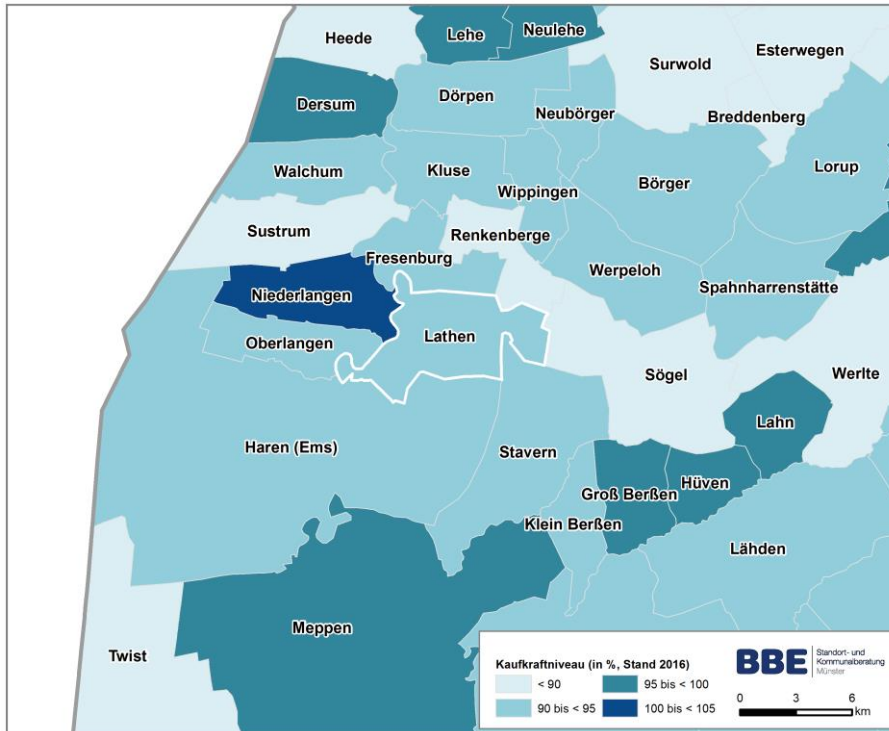 Heede
Lehe
Neulehe
Surwold
Esterwegen
Dersum
Dörpen
Neubörger
Breddenberg
Walchum
Kluse
Wippingen
Börger
Lorup
Sustrum
Renkenberge
Fresenburg
Werpeloh
Spahnharrenstätte
Niederlangen
Oberlangen
Lathen
Sögel
Werlte
Lahn
Haren (Ems)
Stavern
Groß Berßen
Hüven
Klein Berßen
Lähden
Meppen
Twist
Kaufkraftniveau (in %, Stand 2016)
< 90
95 bis < 100
90 bis < 95
100 bis < 105
BBE
Standort- und
Kommunalberatung
Münster
0 3 6
km